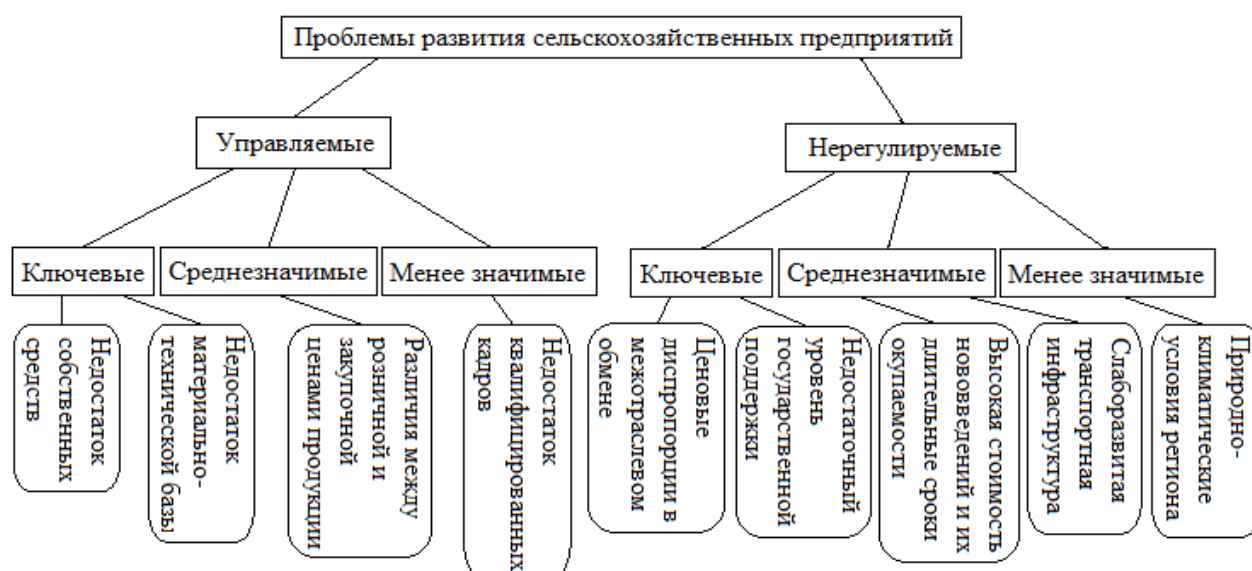 Проблемы развития сельскохозяйственных предприятий
Управляемые
Нерегулируемые
Ключевые
Среднезначимые
Менее значимые
Ключевые
Среднезначимые
Менее значимые
Недостаток
собственных
средств
Недостаток
материально-
технической базы
Различия между
розничной и
закупочной
ценами продукции
Недостаток
квалифицированных
кадров
Ценовые
диспропорции в
межотраслевом
обмене
Недостаточный
уровень
государственной
поддержки
Высокая стоимость
нововведений и их
длительные сроки
окупаемости
Слаборазвитая
транспортная
инфраструктура
Природно-
климатические
условия региона